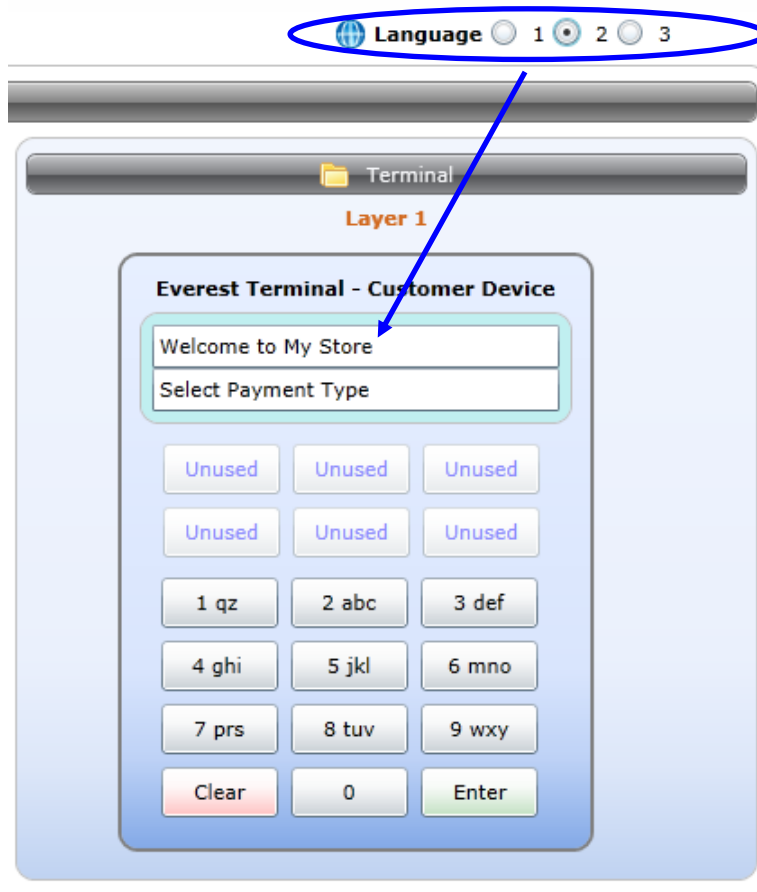 Language 1 2 3
Terminal
Layer 1
Everest Terminal - Customer Device
Welcome to My Store
Select Payment Type
Unused Unused Unused
Unused Unused Unused
1 qz 2 abc 3 def
4 ghi 5 jkl 6 mno
7 prs 8 tuv 9 wxy
Clear 0 Enter